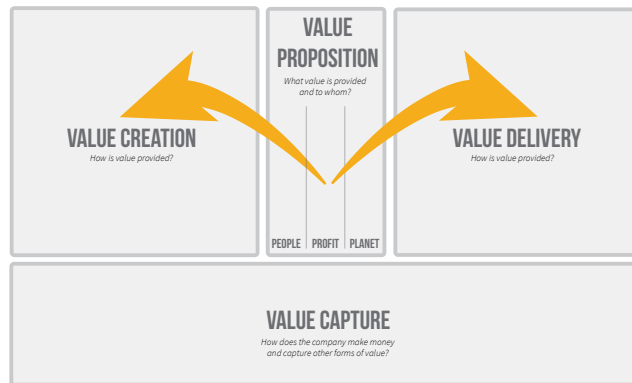 VALUE
PROPOSITION
What value is provided
and to whom?
VALUE CREATION
How is value provided?
VALUE DELIVERY
How is value provided?
PEOPLE
PROFIT
PLANET
VALUE CAPTURE
How does the company make money
and capture other forms of value?